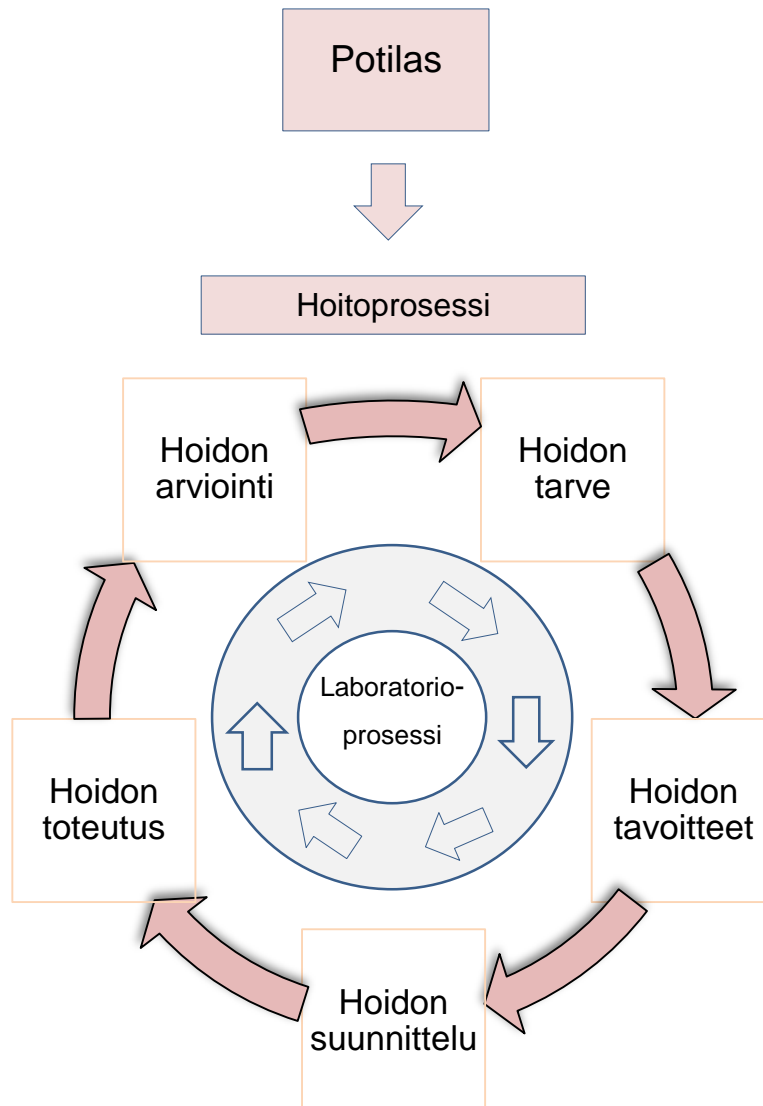 Potilas
Hoitoprosessi
Hoidon
arviointi
Hoidon
tarve
Laboratorio-
prosessi
Hoidon
toteutus
Hoidon
tavoitteet
Hoidon
suunnittelu